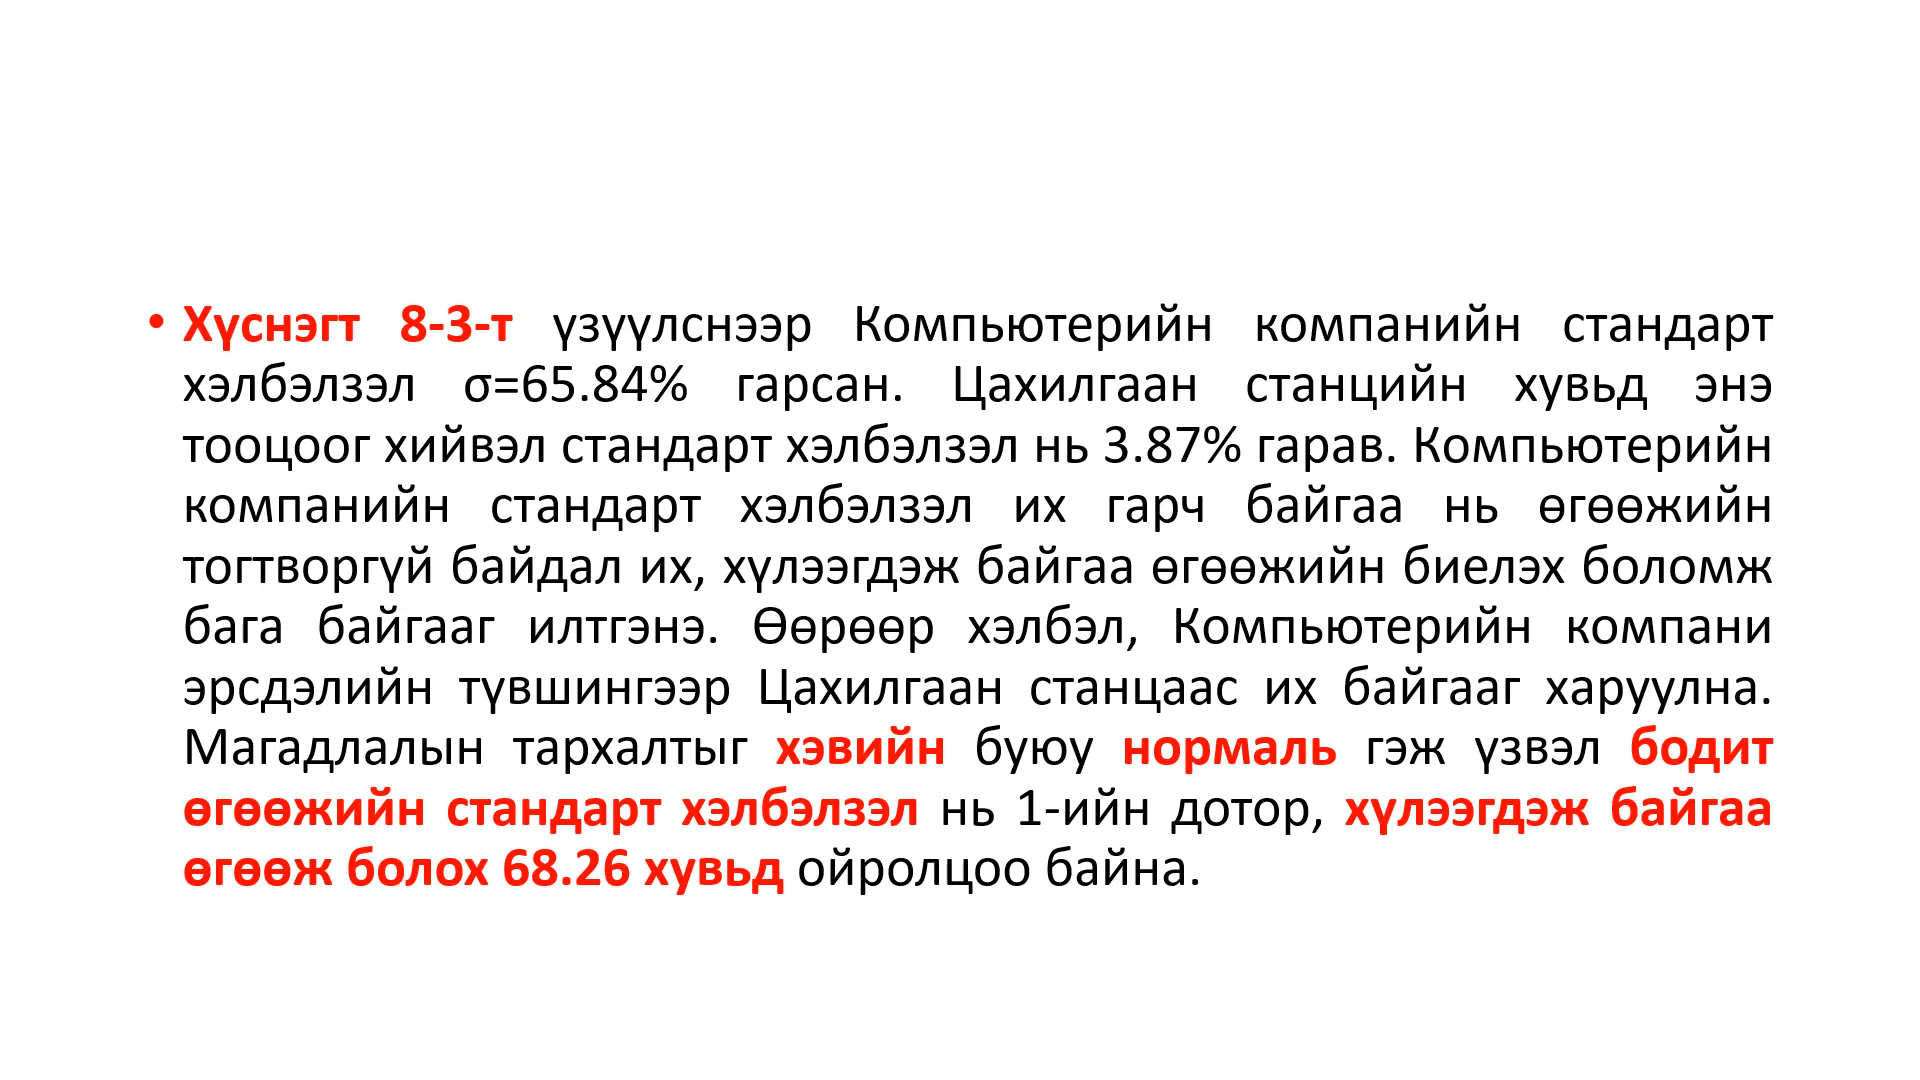 • Хүснэгт 8-3-т үзүүлснээр Компьютерийн компанийн стандарт
хэлбэлзэл σ=65.84% гарсан. Цахилгаан станцийн хувьд энэ
тооцоог хийвэл стандарт хэлбэлзэл нь 3.87% гарав. Компьютерийн
компанийн стандарт хэлбэлзэл их гарч байгаа нь өгөөжийн
тогтворгүй байдал их, хүлээгдэж байгаа өгөөжийн биелэх боломж
бага байгааг илтгэнэ. Өөрөөр хэлбэл, Компьютерийн компани
эрсдэлийн түвшингээр Цахилгаан станцаас их байгааг харуулна.
Магадлалын тархалтыг хэвийн буюу нормаль гэж үзвэл бодит
өгөөжийн стандарт хэлбэлзэл нь 1-ийн дотор, хүлээгдэж байгаа
өгөөж болох 68.26 хувьд ойролцоо байна.